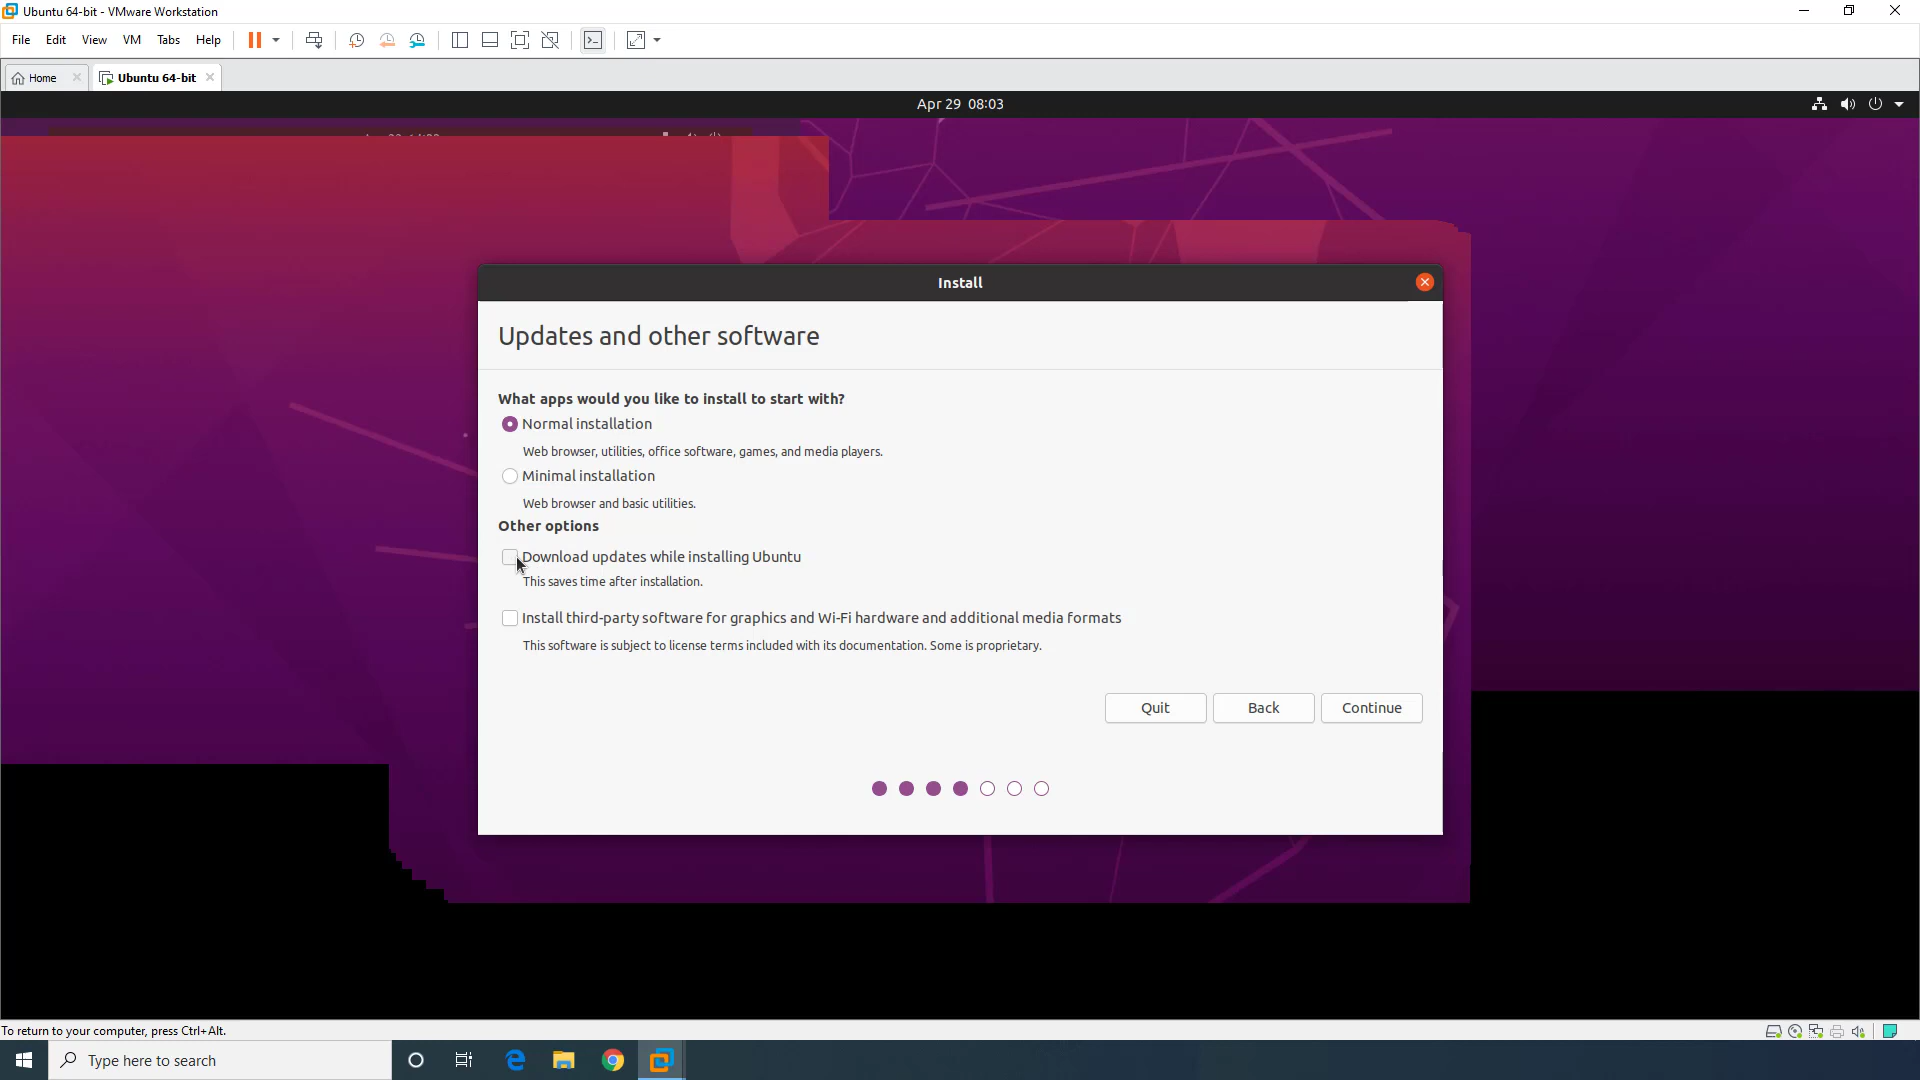 Ubuntu 64-bit - VMware Workstation
File Edit View VM Tabs Help
Home Ubuntu 64-bit
Apr 29 08:03
Install
Updates and other software
What apps would you like to install to start with?
Normal installation
Web browser, utilities, office software, games, and media players.
Minimal installation
Web browser and basic utilities.
Other options
Download updates while installing Ubuntu
This saves time after installation.
Install third-party software for graphics and Wi-Fi hardware and additional media formats
This software is subject to license terms included with its documentation. Some is proprietary.
Quit Back Continue
To return to your computer, press Ctrl+Alt.
Type here to search